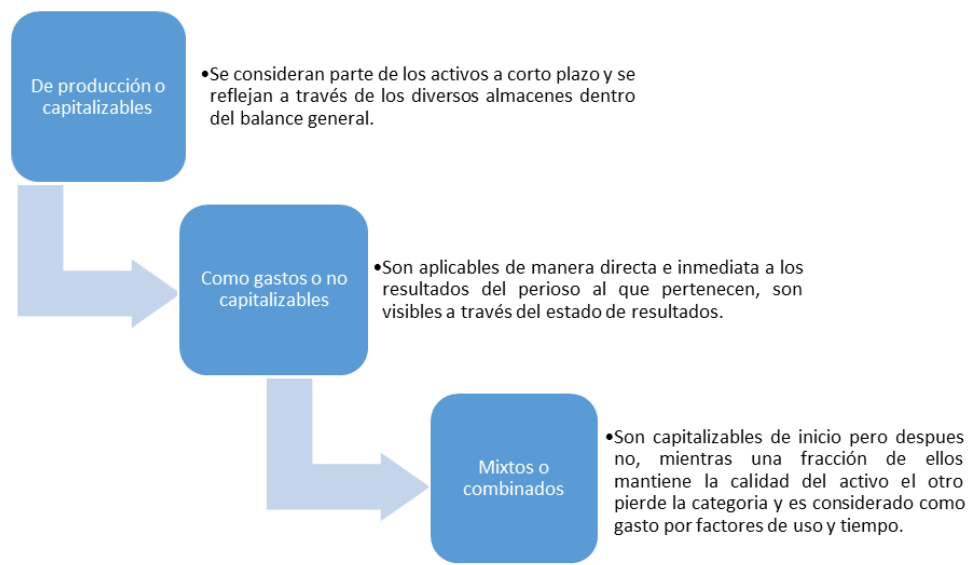 De producción o
capitalizables
•Se consideran parte de los activos a corto plazo y se
reflejan a través de los diversos almacenes dentro
del balance general.
Como gastos o no
capitalizables
•Son aplicables de manera directa e inmediata a los
resultados del perioso al que pertenecen, son
visibles a través del estado de resultados.
Mixtos o
combinados
•Son capitalizables de inicio pero despues
no, mientras una fracción de ellos
mantiene la calidad del activo el otro
pierde la categoria y es considerado como
gasto por factores de uso y tiempo.